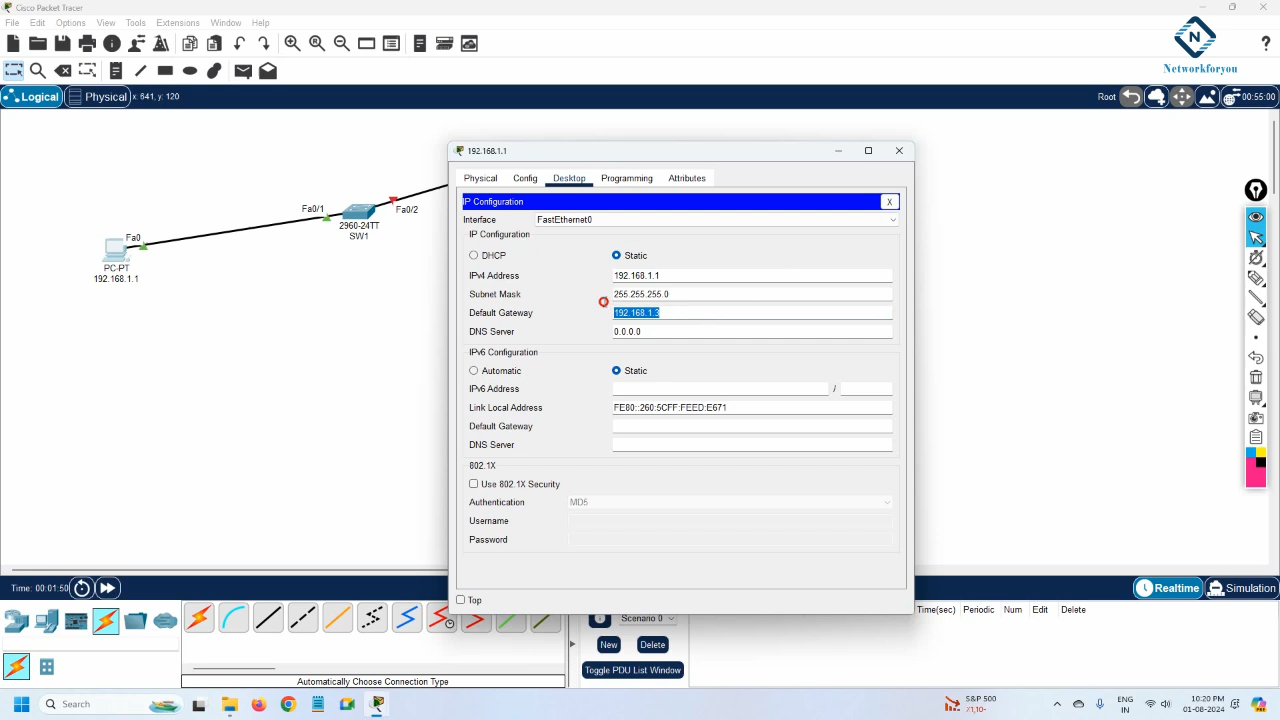 Cisco Packet Tracer
File Edit Options View Tools Extensions Window Help
N
Networkforyou
?
Logical Physical x: 641, y: 120 Root 00:55:00
192.168.1.1
Physical Config Desktop Programming Attributes
IP Configuration X
Interface FastEthernet0
IP Configuration
DHCP Static
IPv4 Address 192.168.1.1
Subnet Mask 255.255.255.0
Default Gateway 192.168.1.3
DNS Server 0.0.0.0
IPv6 Configuration
Automatic Static
IPv6 Address /
Link Local Address FE80::260:5CFF:FEED:E671
Default Gateway
DNS Server
802.1X
Use 802.1X Security
Authentication MD5
Username
Password
Top
Fa0/1
Fa0/2
2960-24TT
SW1
Fa0
PC-PT
192.168.1.1
Time: 00:01:50 Realtime Simulation
Scenario 0
New Delete
Toggle PDU List Window
Time(sec) Periodic Num Edit Delete
Automatically Choose Connection Type
Search
S&P 500
71,10-
ENG
IN
10:20 PM
01-08-2024